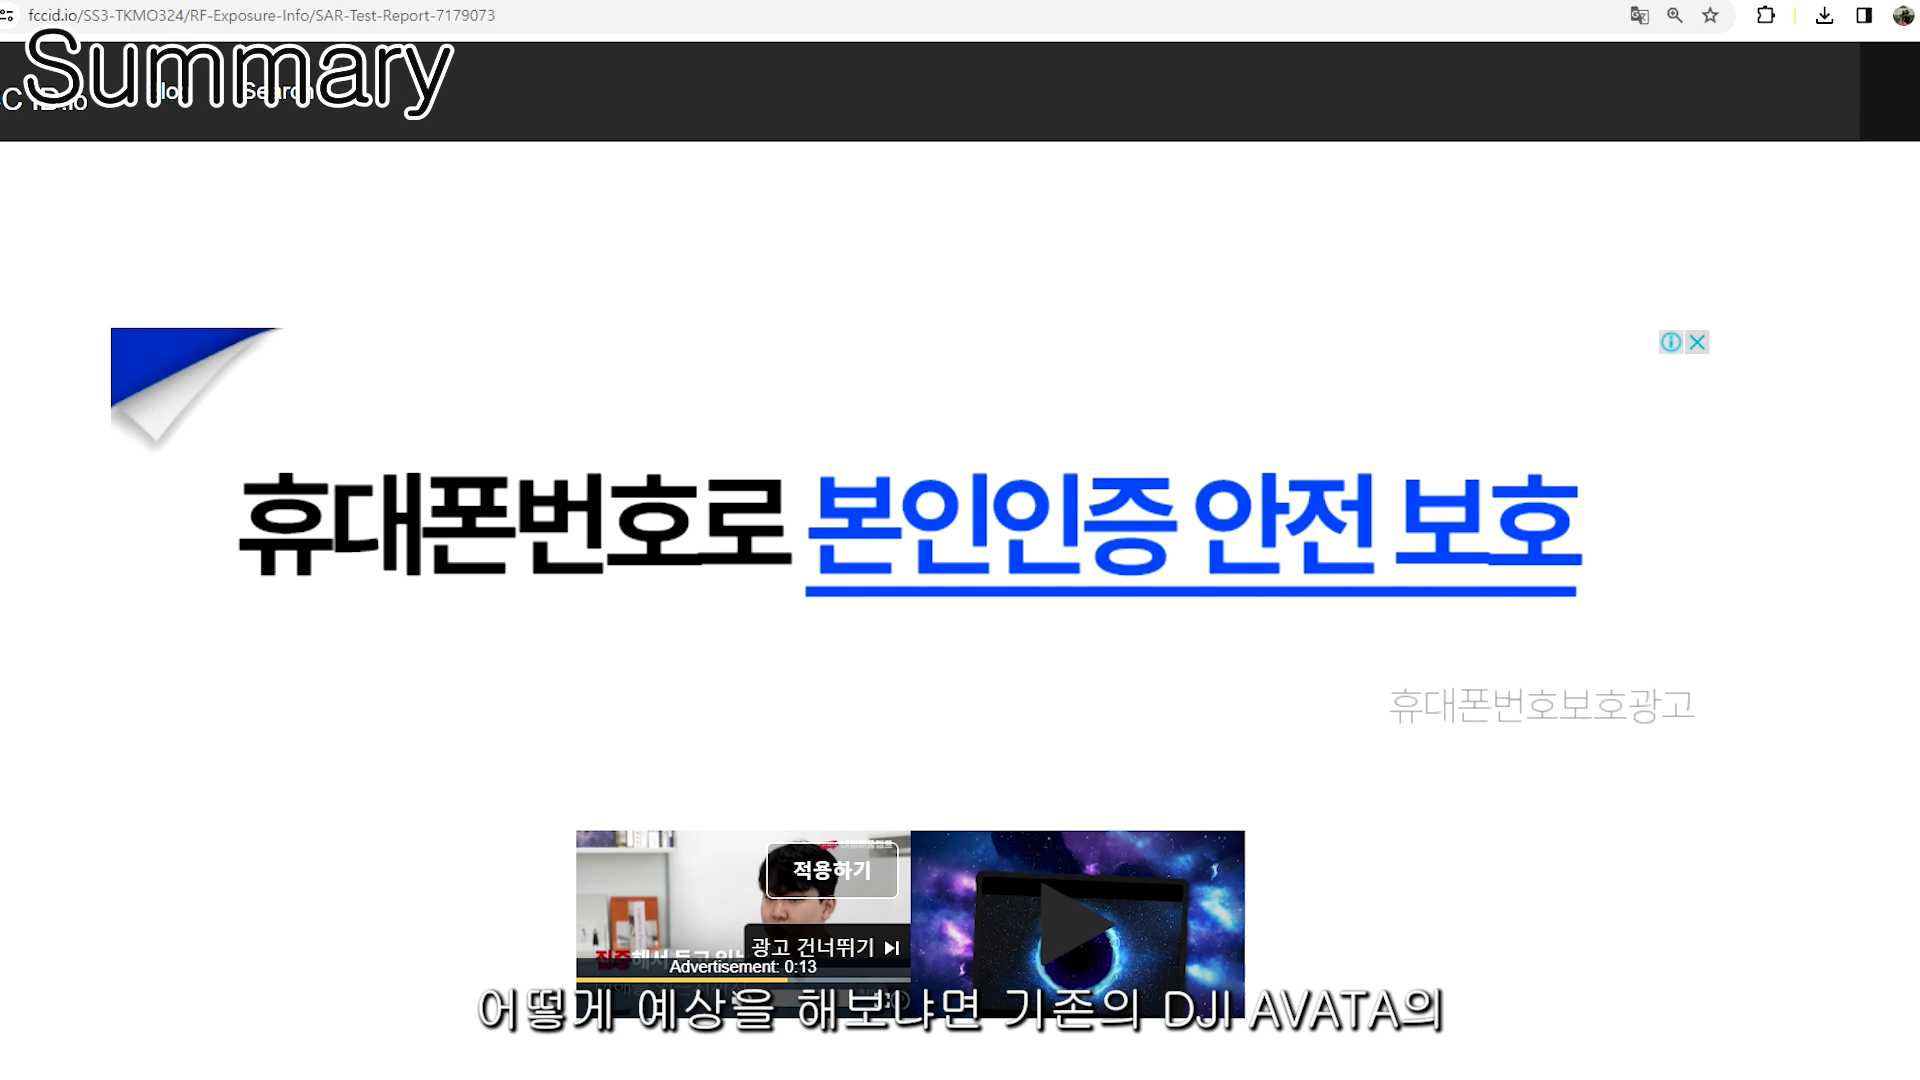 fccid.io/SS3-TKMO324/RF-Exposure-Info/SAR-Test-Report-7179073
Summary
Search
휴대폰번호로 본인인증 안전 보호
휴대폰번호보호광고
적용하기
광고 건너뛰기
Advertisement: 0:13
어떻게 예상을 해보냐면 기존의 DJI AVATA의